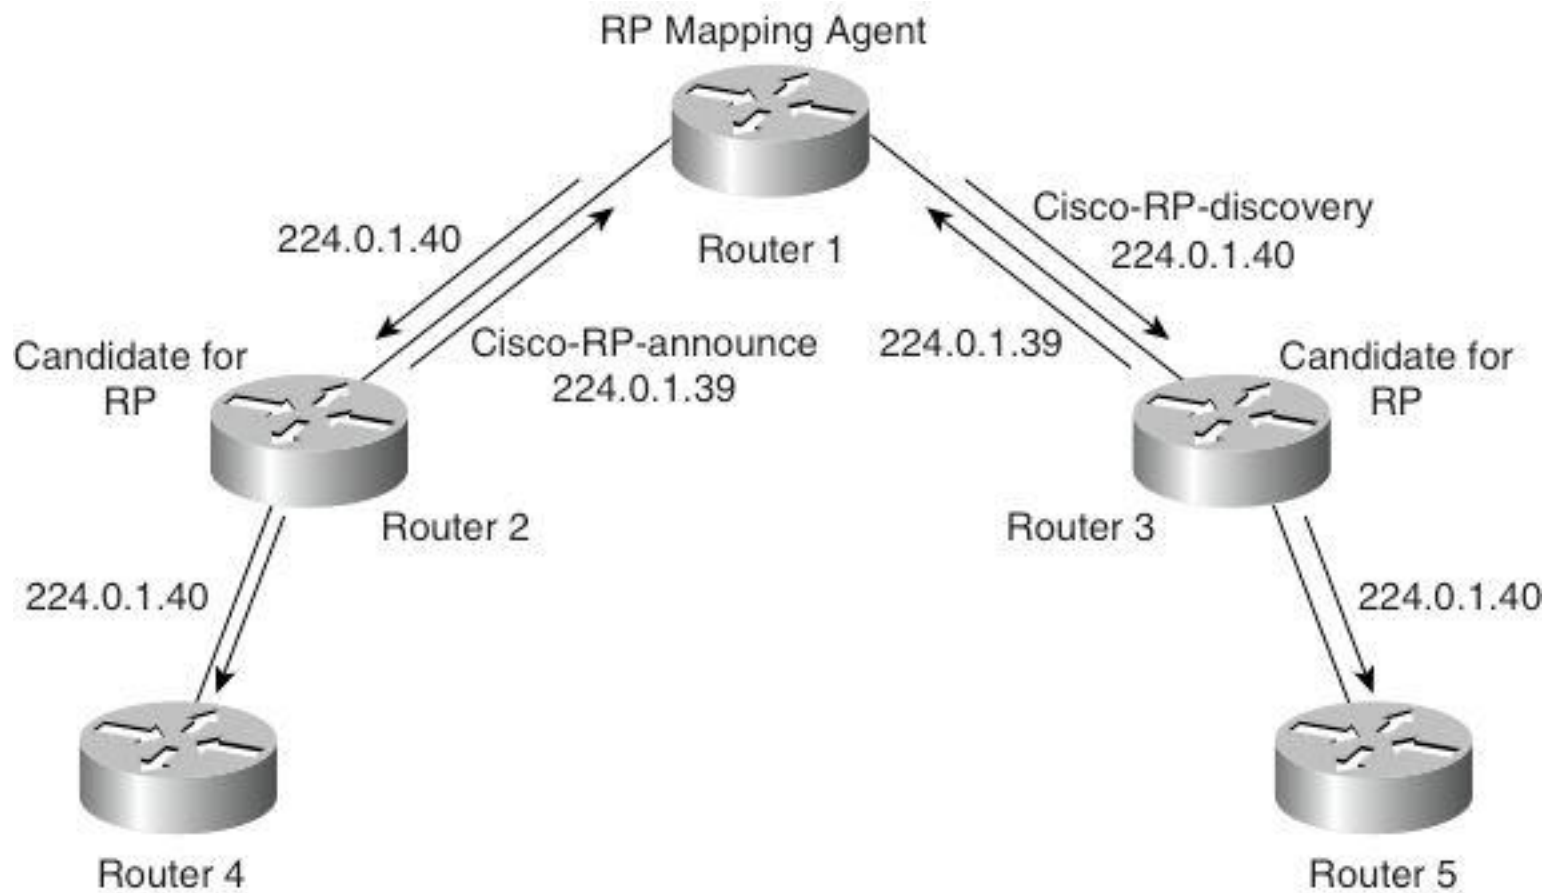 RP Mapping Agent
Router 1
224.0.1.40
Cisco-RP-discovery
224.0.1.40
Cisco-RP-announce
224.0.1.39
224.0.1.39
Candidate for
RP
Candidate for
RP
Router 2
Router 3
224.0.1.40
224.0.1.40
Router 4
Router 5